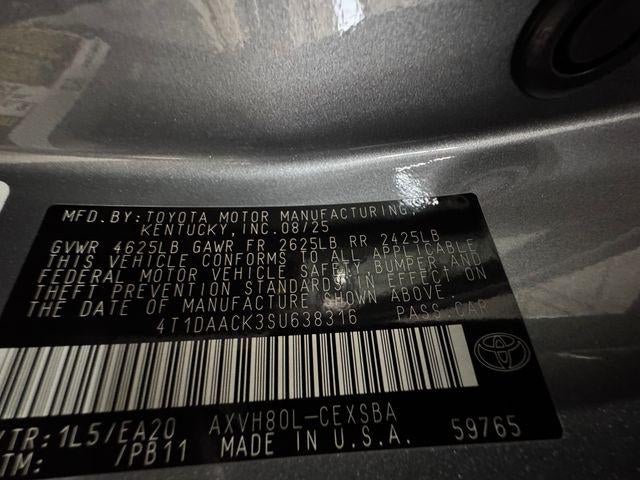 MFD. BY: TOYOTA MOTOR MANUFACTURING,
KENTUCKY, INC. 08/25
GVWR 4625LB GAWR FR 2625LB RR 2425LB
THIS VEHICLE CONFORMS TO ALL APPLICABLE
FEDERAL MOTOR VEHICLE SAFETY, BUMPER AND
THEFT PREVENTION STANDARDS IN EFFECT ON
THE DATE OF MANUFACTURE SHOWN ABOVE.
4T1DAACK3SU638316 PASS. CAR
/TR: 1L5/EA20 AXVH80L-CEXSBA
TM: /PB11 MADE IN U.S.A. 59765